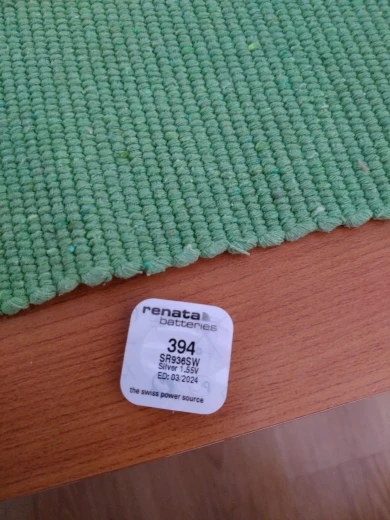 renata
batteries
394
SR936SW
Silver 1.55V
ED: 03/2024
the swiss power source